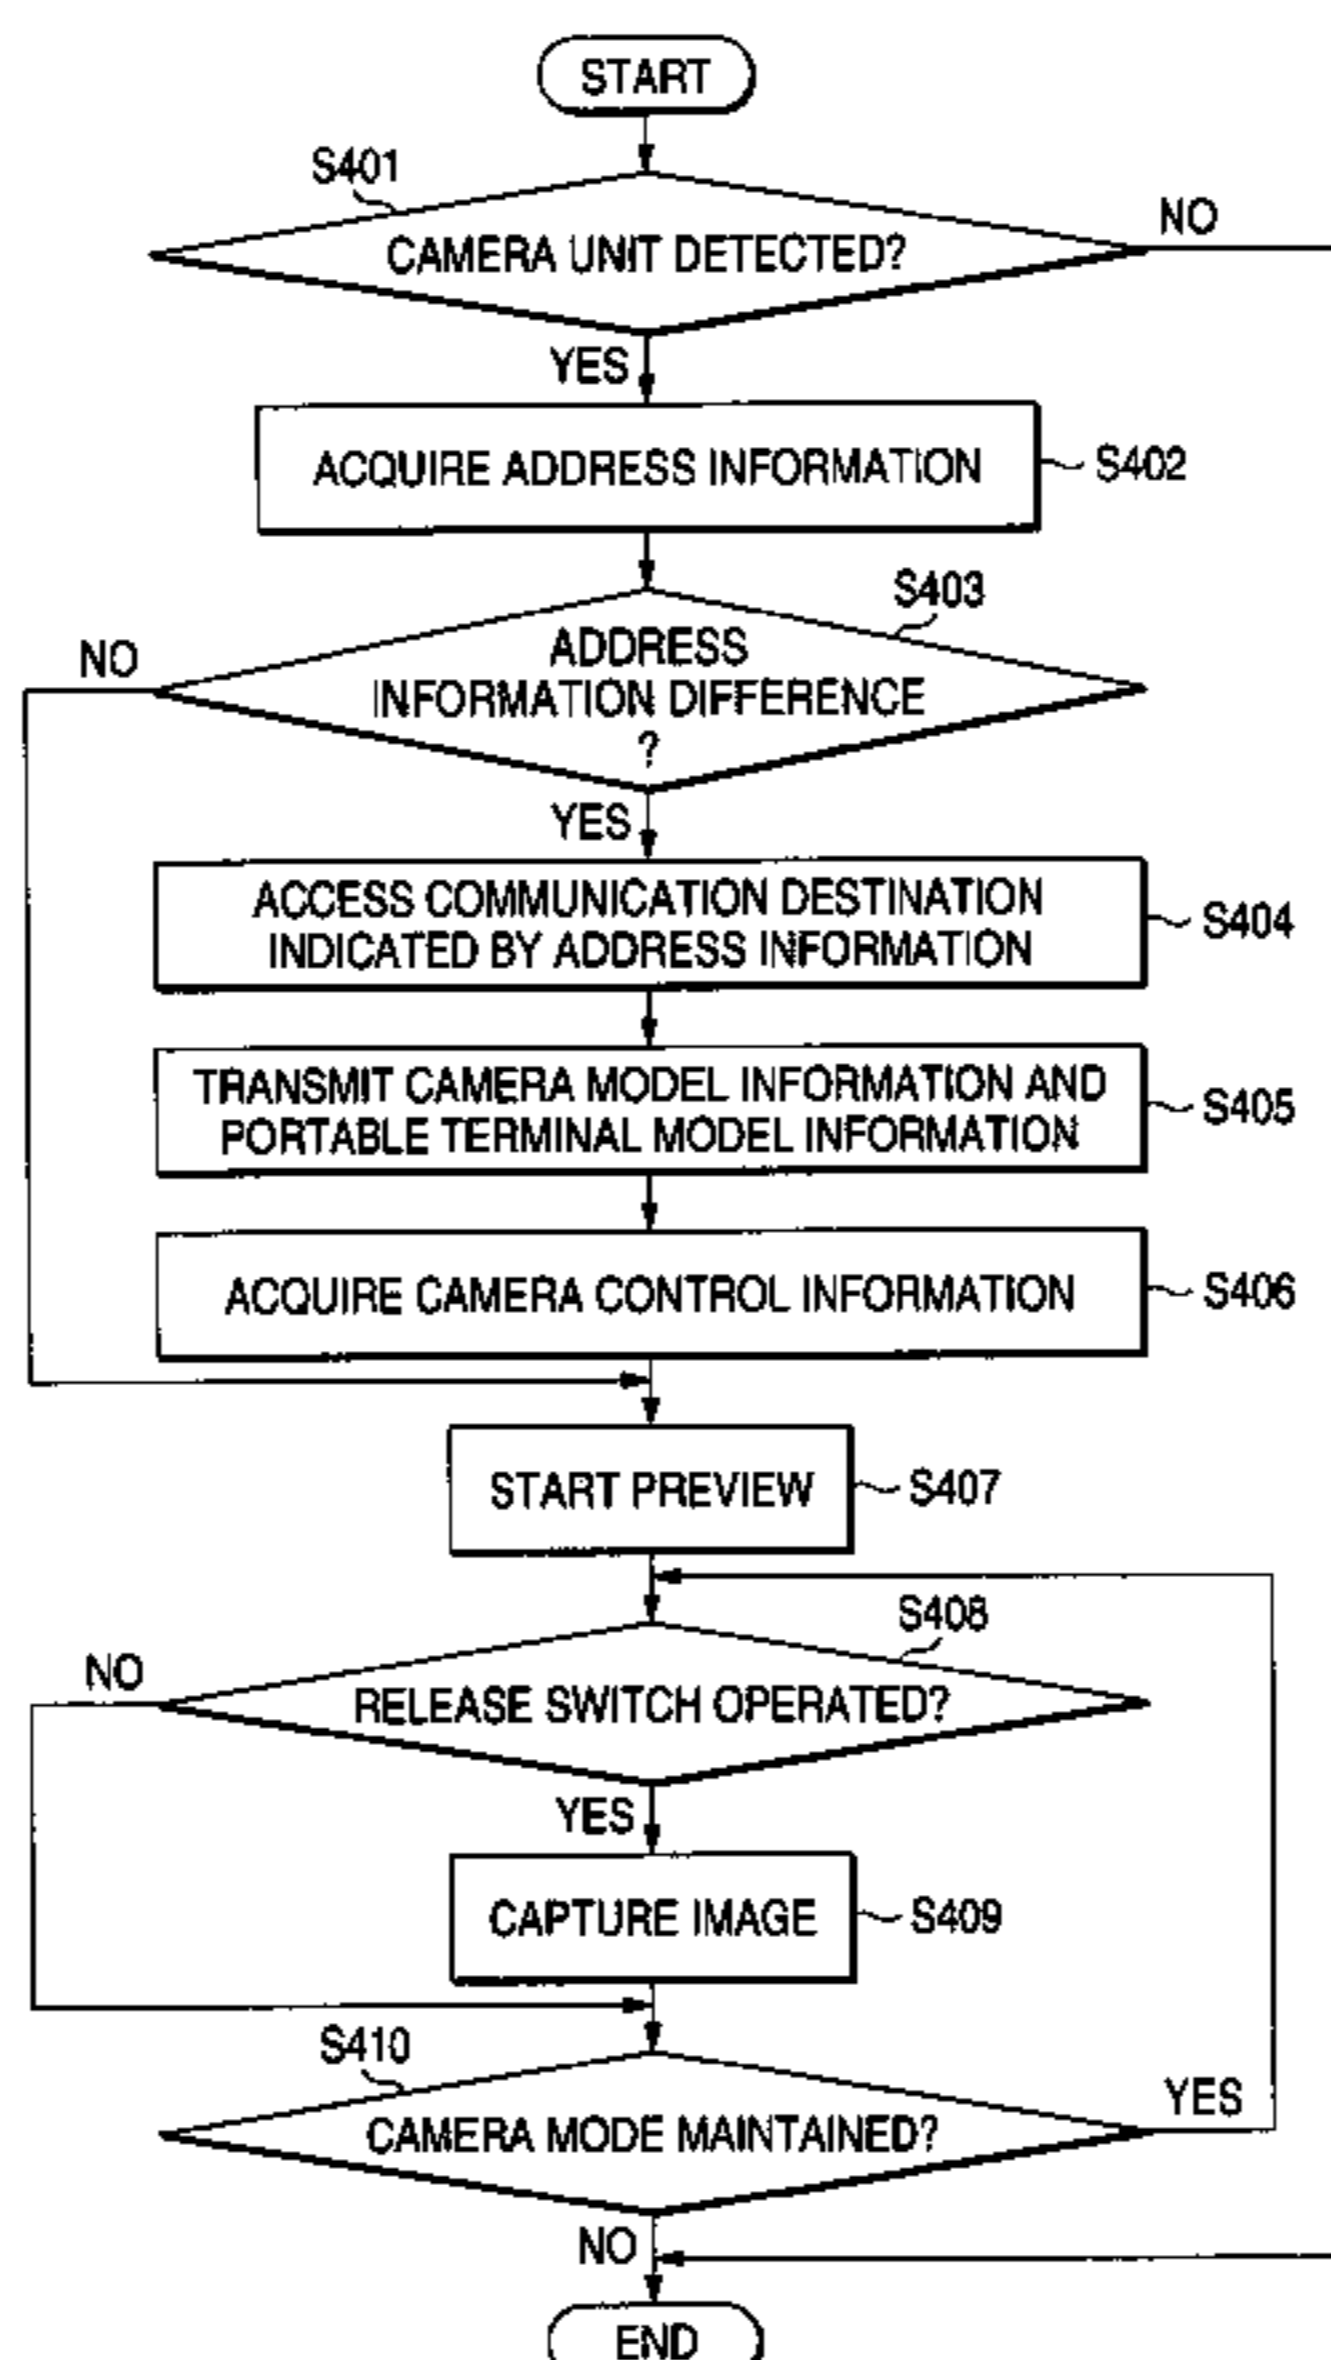 START
S401
CAMERA UNIT DETECTED?
NO
YES
ACQUIRE ADDRESS INFORMATION
S402
S403
NO
ADDRESS
INFORMATION DIFFERENCE
?
YES
ACCESS COMMUNICATION DESTINATION
INDICATED BY ADDRESS INFORMATION
S404
TRANSMIT CAMERA MODEL INFORMATION AND
PORTABLE TERMINAL MODEL INFORMATION
S405
ACQUIRE CAMERA CONTROL INFORMATION
S406
START PREVIEW
S407
S408
NO
RELEASE SWITCH OPERATED?
YES
CAPTURE IMAGE
S409
S410
CAMERA MODE MAINTAINED?
YES
NO
END